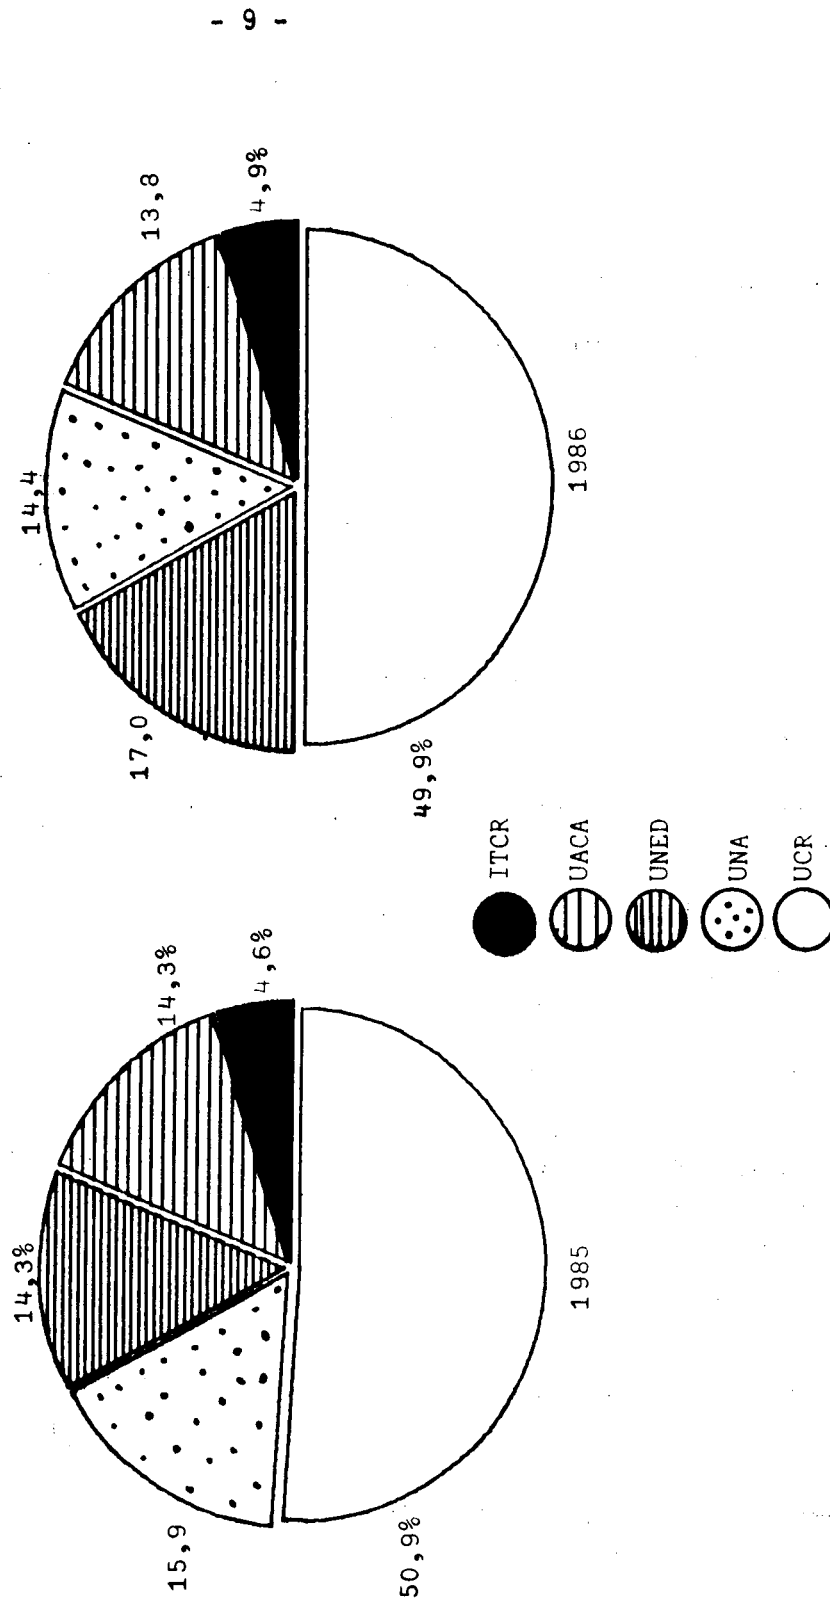 - 9 -
14,3%
14,3%
4,6%
15,9
50,9%
1985
14,4
13,8
4,9%
17,0
49,9%
1986
ITCR
UACA
UNED
UNA
UCR